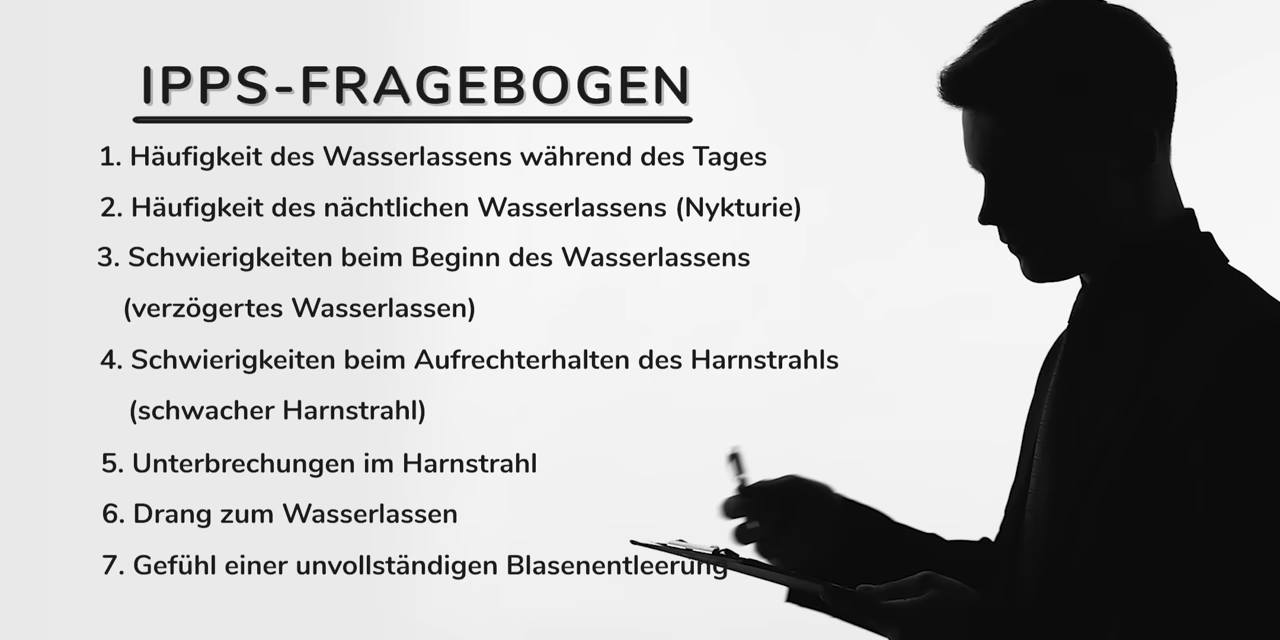 IPPS-FRAGEBOGEN
1. Häufigkeit des Wasserlassens während des Tages
2. Häufigkeit des nächtlichen Wasserlassens (Nykturie)
3. Schwierigkeiten beim Beginn des Wasserlassens
(verzögertes Wasserlassen)
4. Schwierigkeiten beim Aufrechterhalten des Harnstrahls
(schwacher Harnstrahl)
5. Unterbrechungen im Harnstrahl
6. Drang zum Wasserlassen
7. Gefühl einer unvollständigen Blasenentleerung